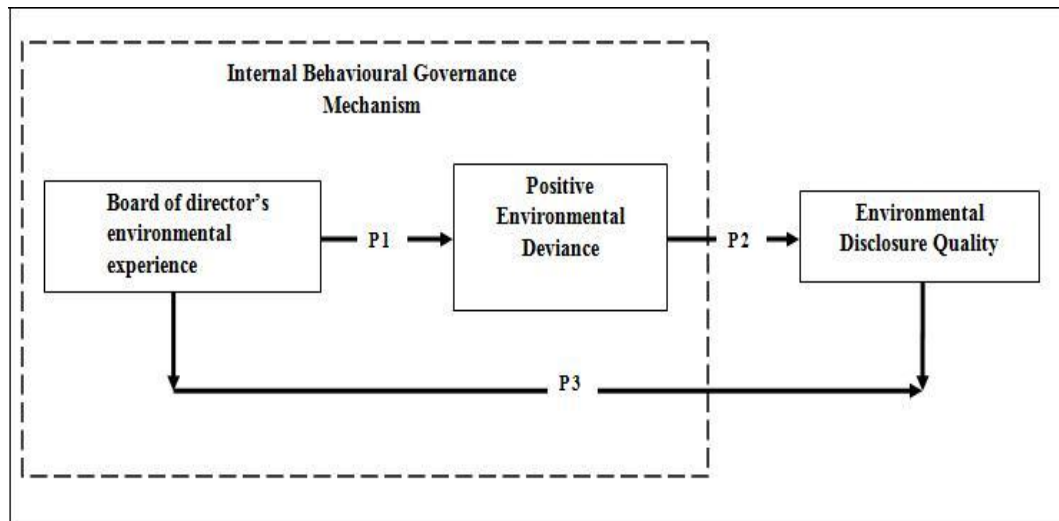 Internal Behavioural Governance
Mechanism
Board of director's
environmental
experience
P1
Positive
Environmental
Deviance
P2
Environmental
Disclosure Quality
P3